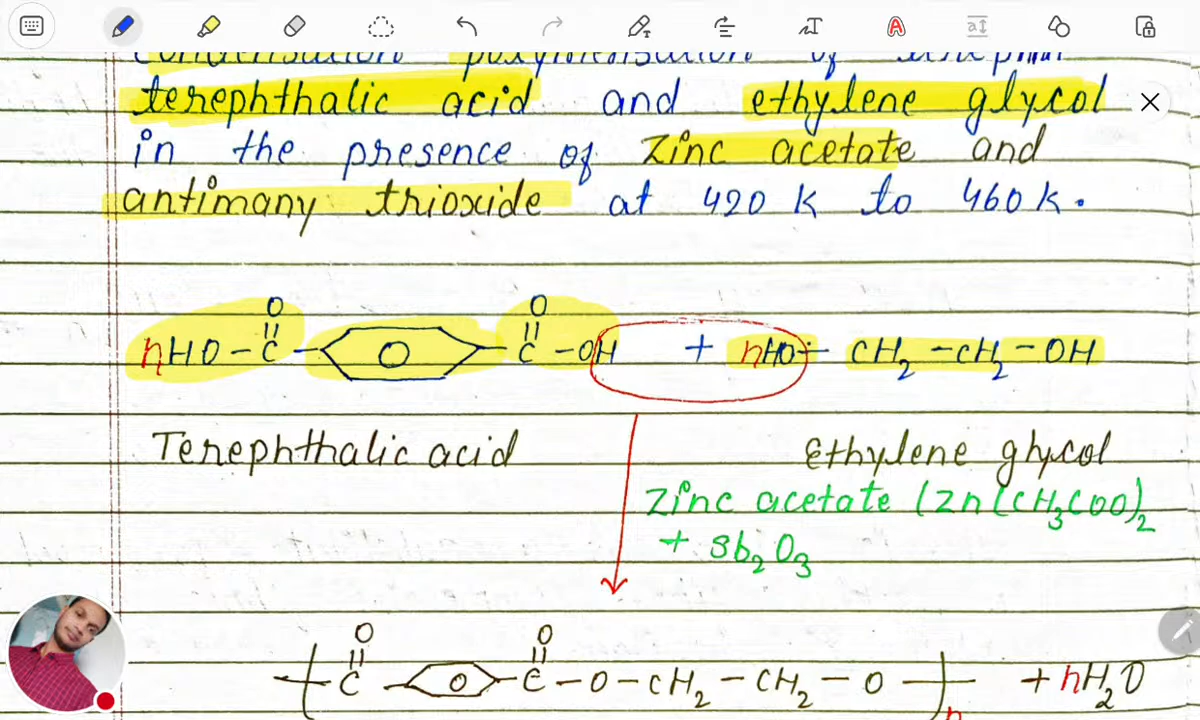 terephthalic acid and ethylene glycol
in the presence of Zinc acetate and
antimany trioxide at 420 K to 460 K.
O O
nHO-C- -C-OH + nHO-CH2-CH2-OH
Terephthalic acid Ethylene glycol
Zinc acetate (Zn(CH3COO)2
+ Sb2O3
O O
-C- -C-O-CH2-CH2-O- + nH2O
n